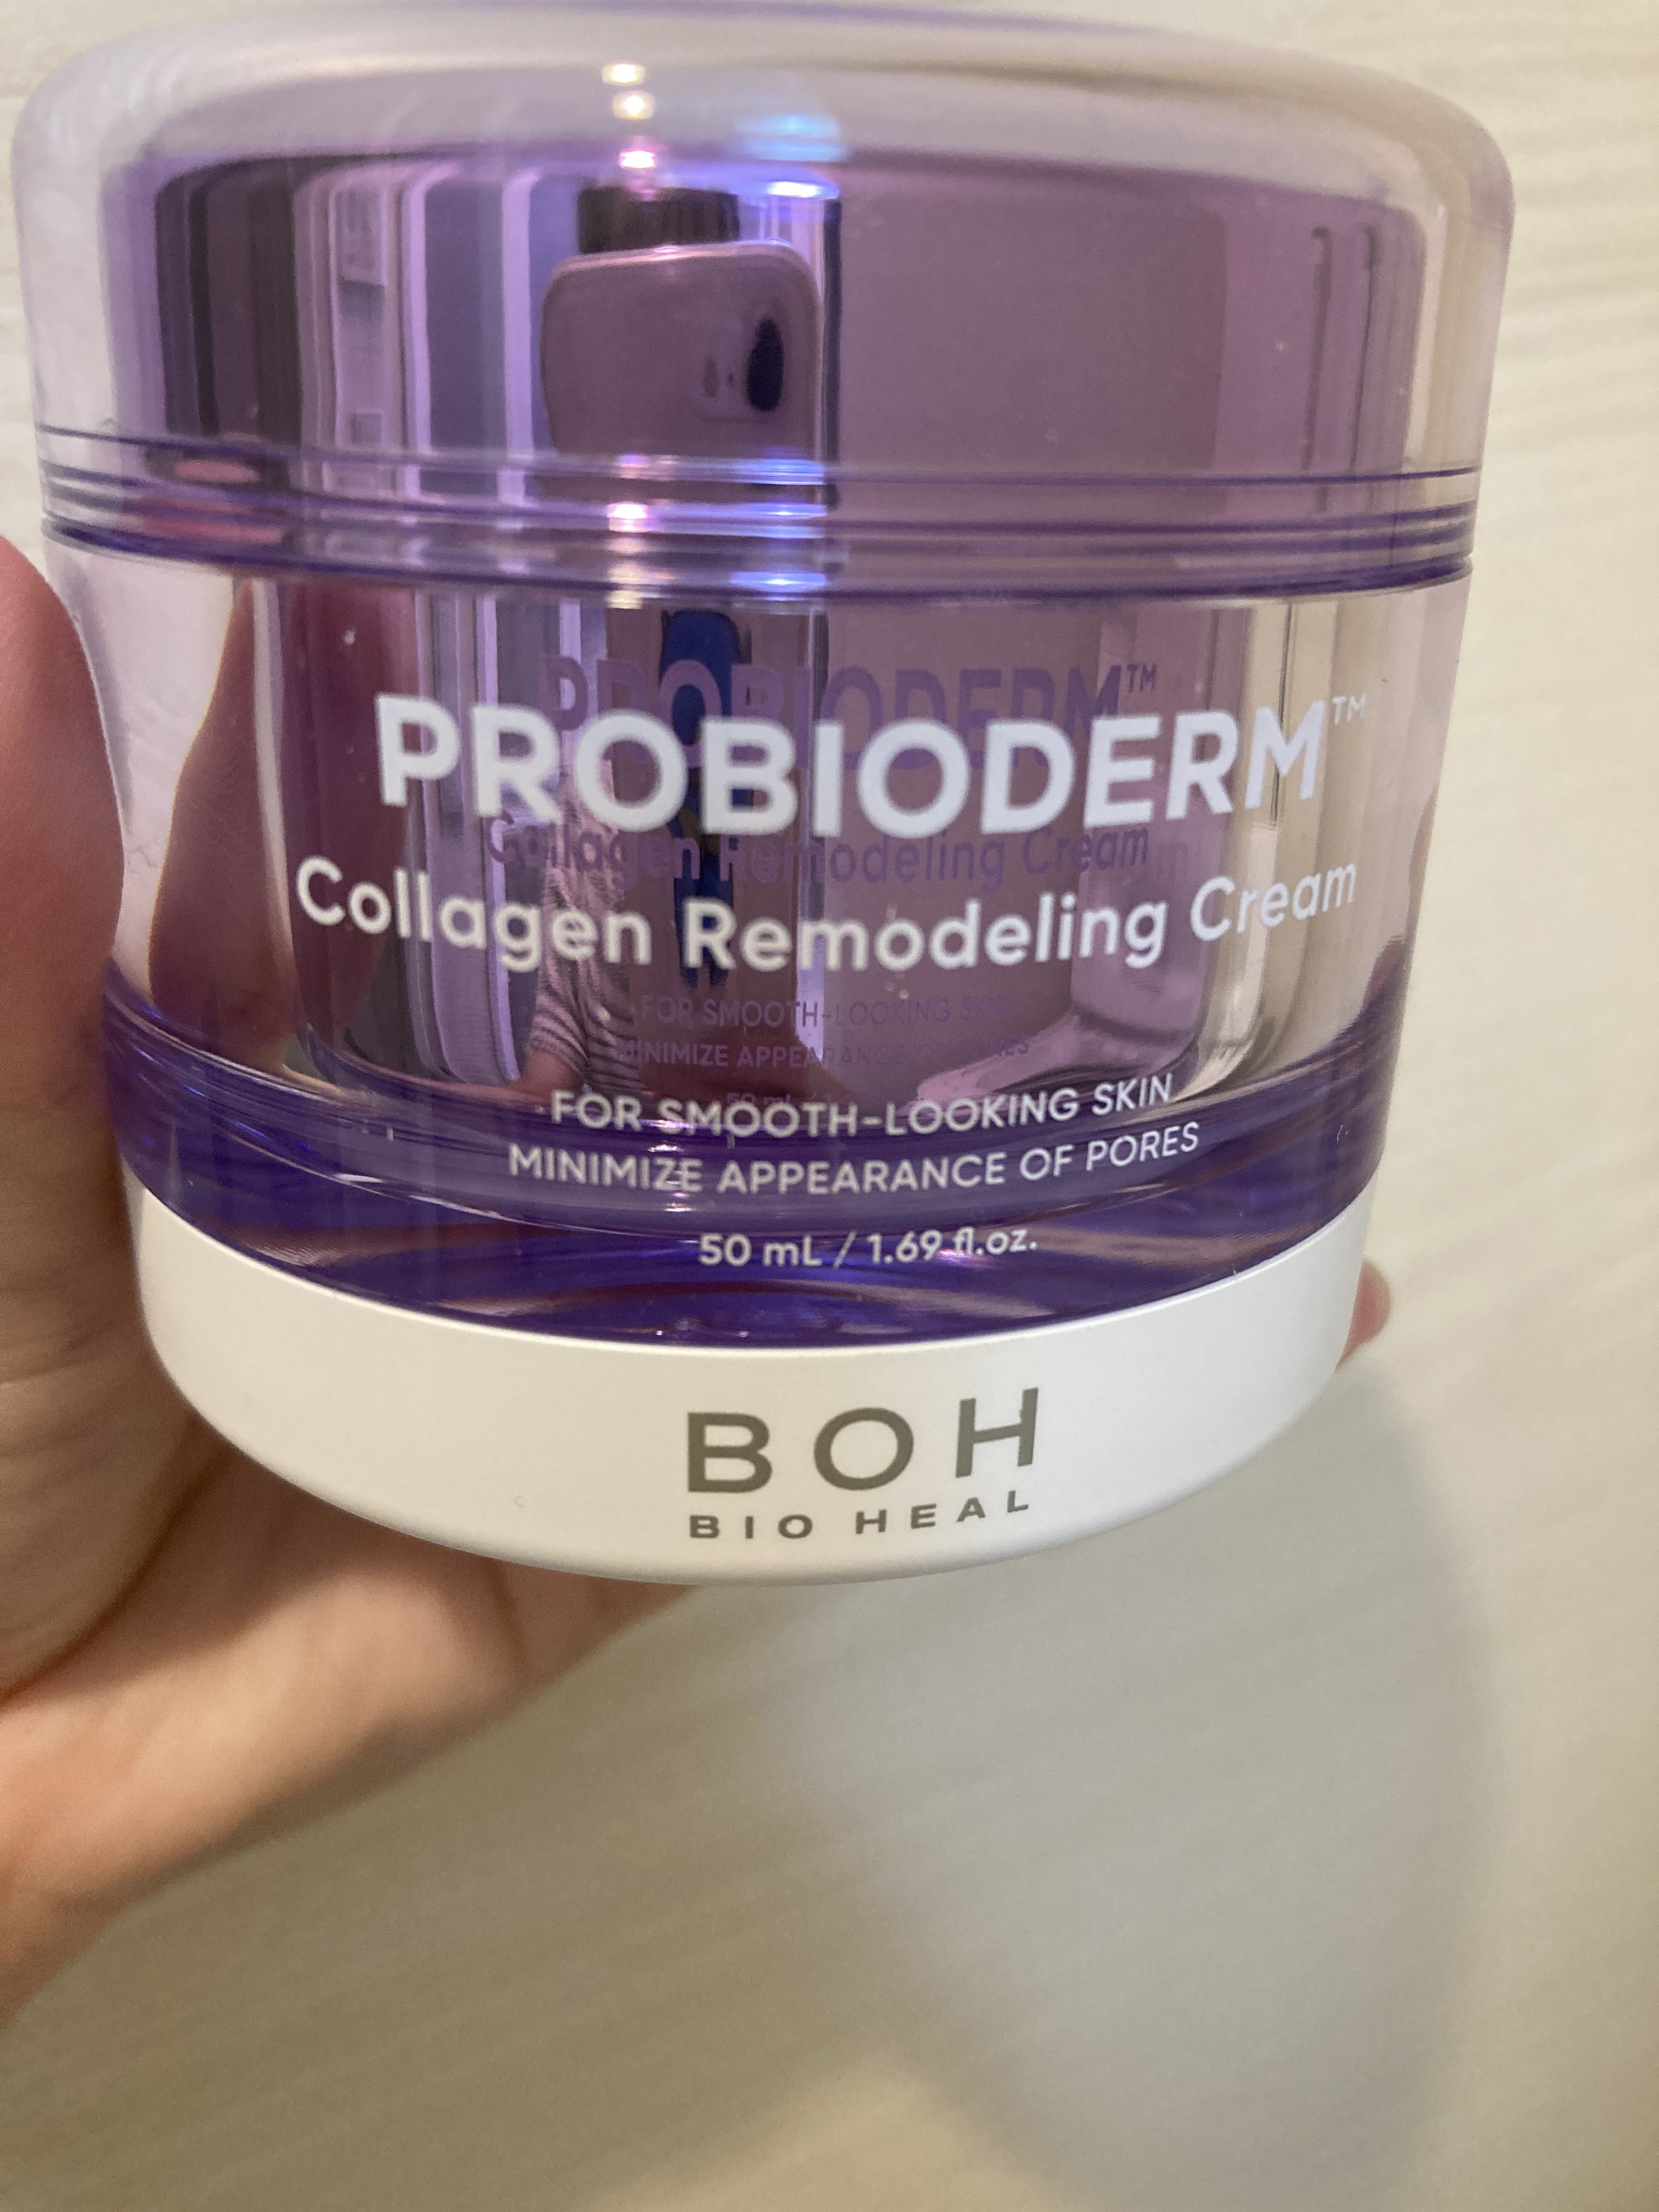 PROBIODERM™
Collagen Remodeling Cream
FOR SMOOTH-LOOKING SKIN
MINIMIZE APPEARANCE OF PORES
50 mL / 1.69 fl.oz.
BOH
BIO HEAL